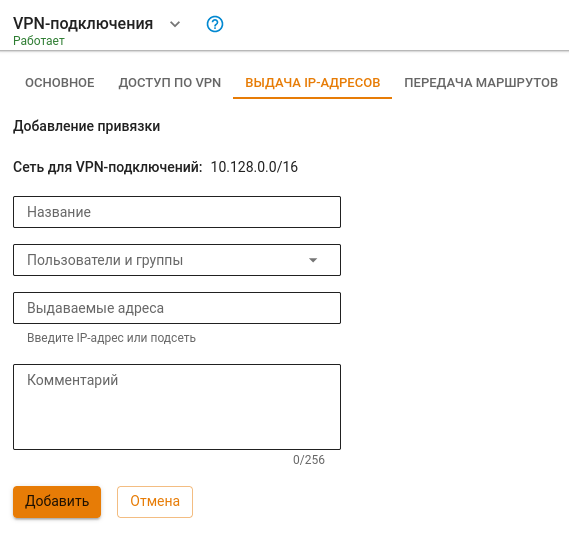 VPN-подключения
Работает
ОСНОВНОЕ ДОСТУП ПО VPN ВЫДАЧА IP-АДРЕСОВ ПЕРЕДАЧА МАРШРУТОВ
Добавление привязки
Сеть для VPN-подключений: 10.128.0.0/16
Название
Пользователи и группы
Выдаваемые адреса
Введите IP-адрес или подсеть
Комментарий
0/256
Добавить Отмена